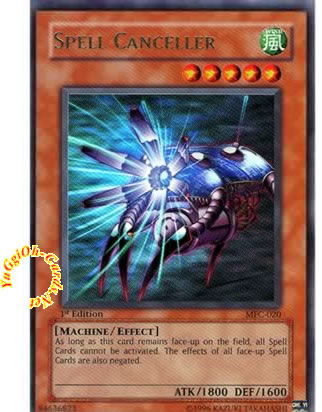 SPELL CANCELLER
風
1st Edition
MFC-020
[MACHINE/EFFECT]
As long as this card remains face-up on the field, all Spell
Cards cannot be activated. The effects of all face-up Spell
Cards are also negated.
ATK/1800 DEF/1600
84636823
©1996 KAZUKI TAKAHASHI